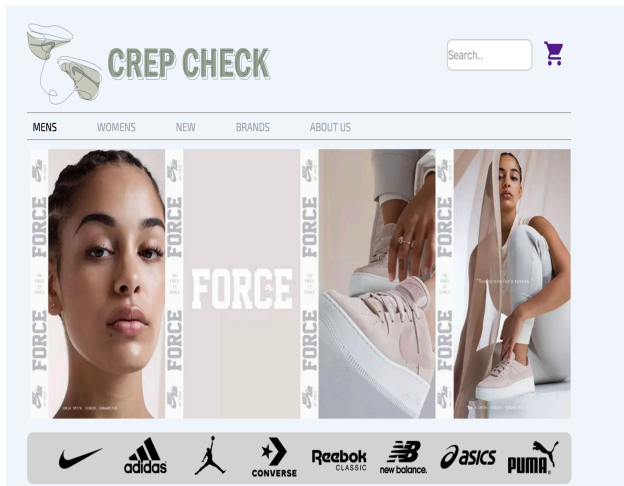 CREP CHECK
Search..
MENS WOMENS NEW BRANDS ABOUT US
FORCE
FORCE
FORCE
FORCE
FORCE
FORCE
FORCE
FORCE
FORCE
adidas
CONVERSE
Reebok
CLASSIC
new balance.
asics
PUMA